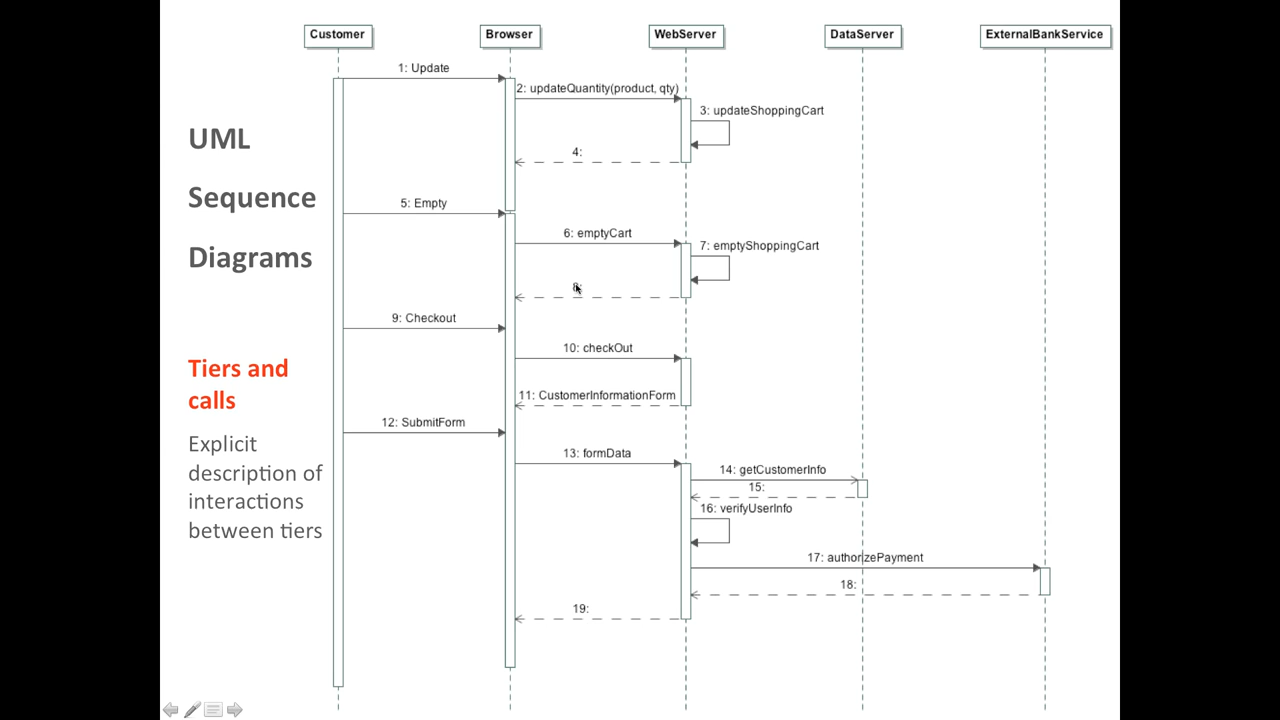 Customer
Browser
WebServer
DataServer
ExternalBankService
1: Update
2: updateQuantity(product, qty)
3: updateShoppingCart
UML
4:
Sequence
5: Empty
6: emptyCart
7: emptyShoppingCart
Diagrams
8:
9: Checkout
10: checkOut
Tiers and
calls
11: CustomerInformationForm
12: SubmitForm
Explicit
description of
interactions
between tiers
13: formData
14: getCustomerInfo
15:
16: verifyUserInfo
17: authorizePayment
18:
19: